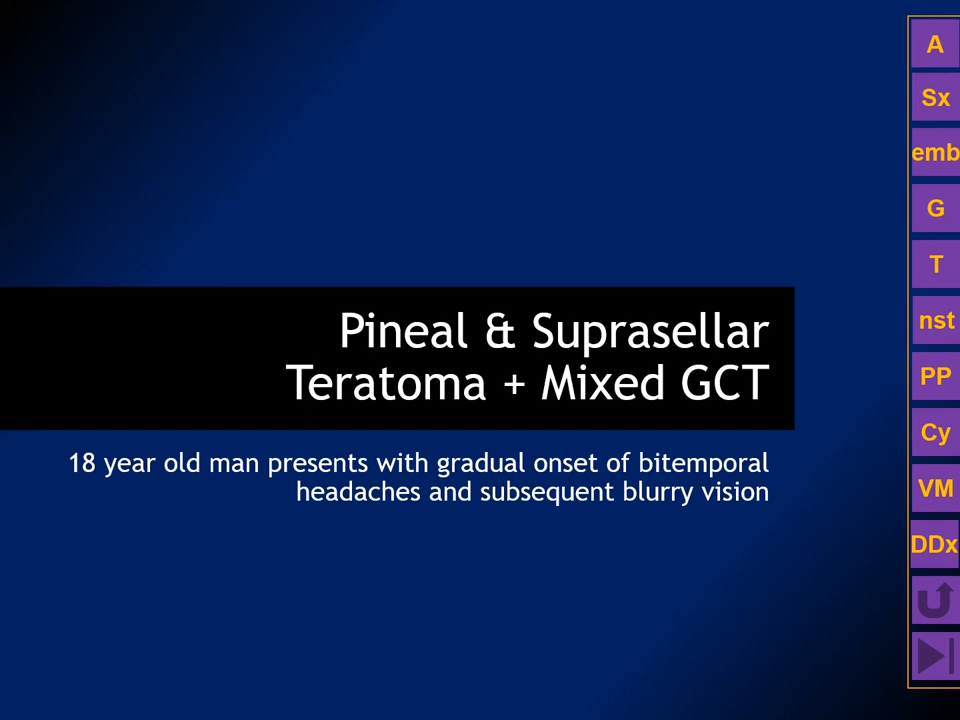 Pineal & Suprasellar
Teratoma + Mixed GCT
18 year old man presents with gradual onset of bitemporal
headaches and subsequent blurry vision
A
Sx
emb
G
T
nst
PP
Cy
VM
DDx